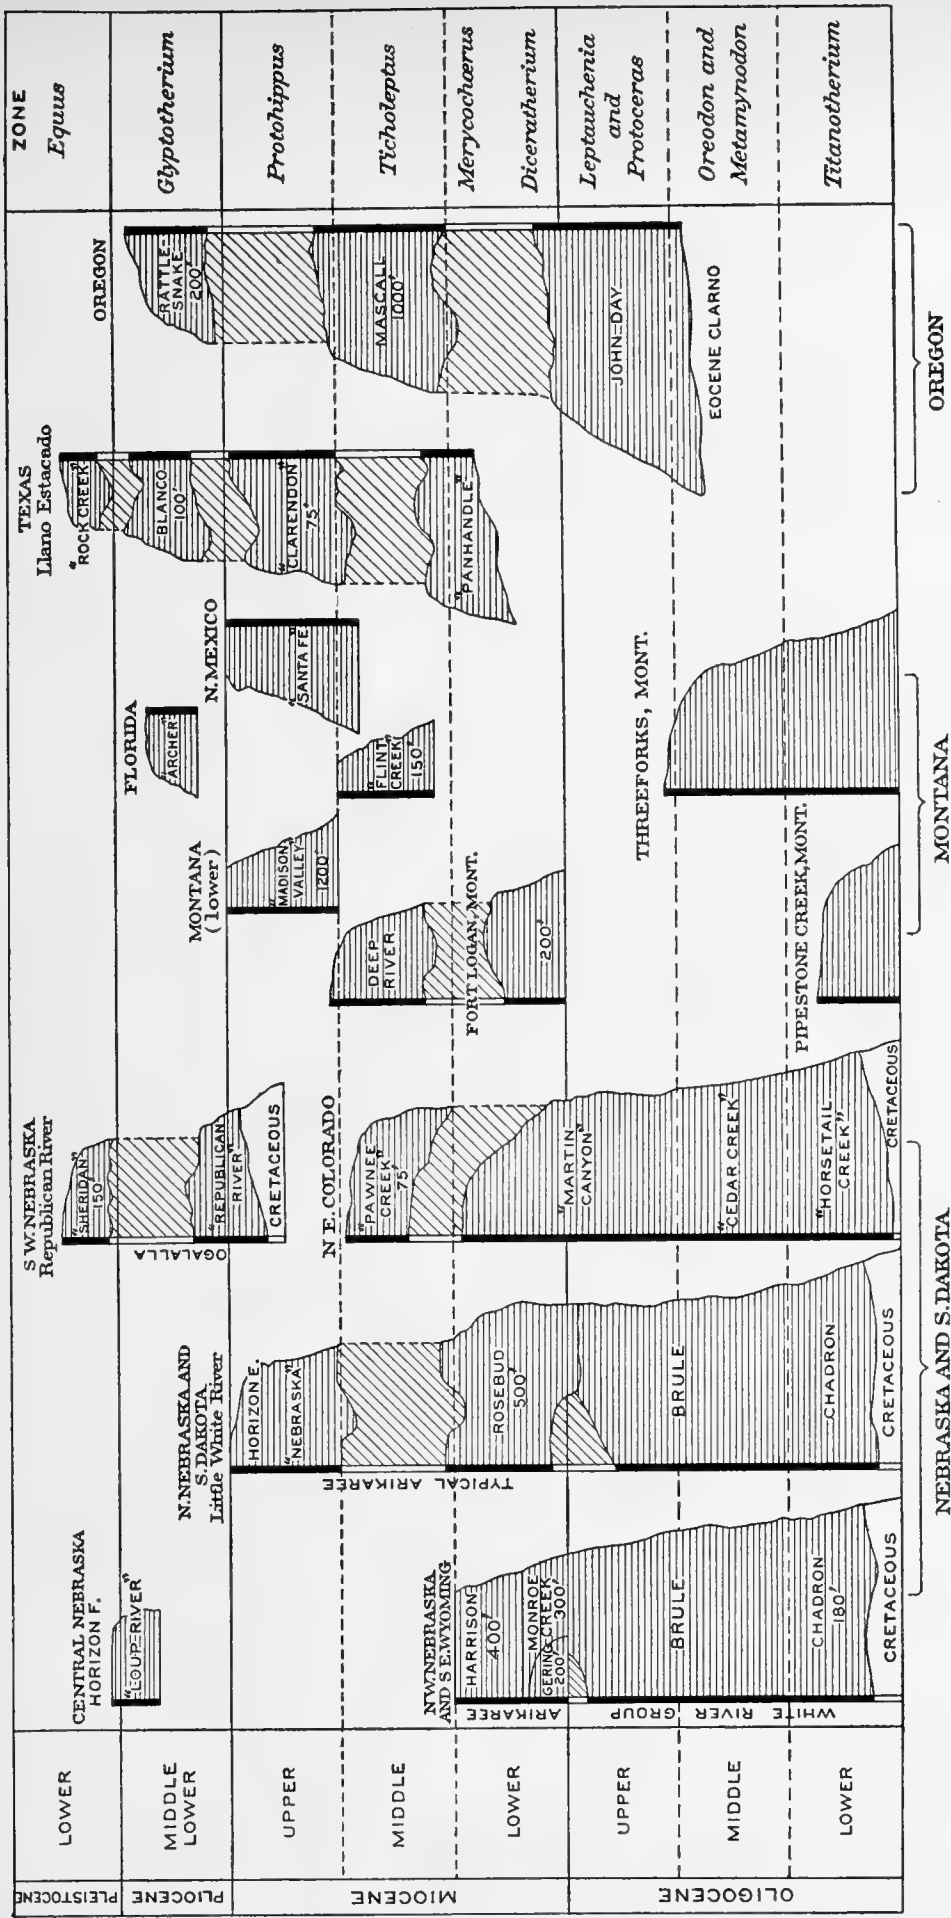 ZONE
Equus
Glyptotherium
Protohippus
Ticholeptus
Merycochœrus
Diceratherium
Leptauchenia
and
Protoceras
Oreodon and
Metamynodon
Titanotherium
OREGON
RATTLE-
SNAKE
200'
MASCALL
1000'
JOHN-DAY
EOCENE CLARNO
OREGON
TEXAS
Llano Estacado
"ROCK CREEK"
BLANCO
100'
"CLARENDON"
75'
"PANHANDLE"
N.MEXICO
"SANTA FE"
FLORIDA
"ARCHER"
"FLINT
CREEK"
150'
THREEFORKS, MONT.
MONTANA
(lower)
"MADISON
VALLEY"
1200'
DEEP
RIVER
FORT LOGAN, MONT.
200'
PIPESTONE CREEK, MONT.
MONTANA
S.W.NEBRASKA
Republican River
"SHERIDAN"
150'
OGALALLA
"REPUBLICAN
RIVER"
CRETACEOUS
N E. COLORADO
"PAWNEE
CREEK"
75'
"MARTIN
CANYON"
"CEDAR CREEK"
"HORSETAIL
CREEK"
CRETACEOUS
N.NEBRASKA AND
S.DAKOTA
Little White River
HORIZON E.
"NEBRASKA"
TYPICAL ARIKAREE
ROSEBUD
500'
BRULE
CHADRON
CRETACEOUS
CENTRAL NEBRASKA
HORIZON F.
"LOUP-RIVER"
N.W.NEBRASKA
AND S E.WYOMING
HARRISON
400'
MONROE
CREEK
300'
GERING
200'
BRULE
CHADRON
180'
CRETACEOUS
ARIKAREE
WHITE RIVER GROUP
NEBRASKA AND S.DAKOTA
LOWER
MIDDLE
LOWER
UPPER
MIDDLE
LOWER
UPPER
MIDDLE
LOWER
PLEISTOCENE
PLIOCENE
MIOCENE
OLIGOCENE